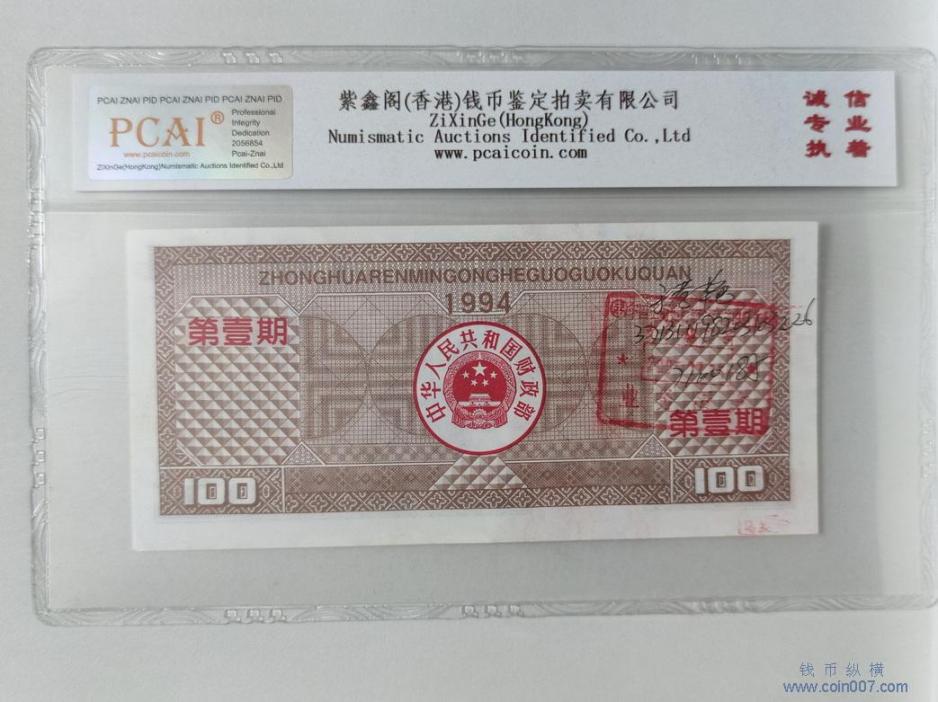 PCAI ZNAI PID PCAI ZNAI PID PCAI ZNAI PID
PCAI®
www.pcaicoin.com
Professional
Integrity
Dedication
2056854
Pcai-Znai
ZiXinGe(HongKong)Numismatic Auctions Identified Co.,Ltd
紫鑫阁(香港)钱币鉴定拍卖有限公司
ZiXinGe(HongKong)
Numismatic Auctions Identified Co.,Ltd
www.pcaicoin.com
诚信
专业
执着
ZHONGHUARENMINGONGHEGUOGUOKUQUAN
1994
第壹期
中华人民共和国财政部
业
第壹期
100
100
钱币纵横
www.coin007.com